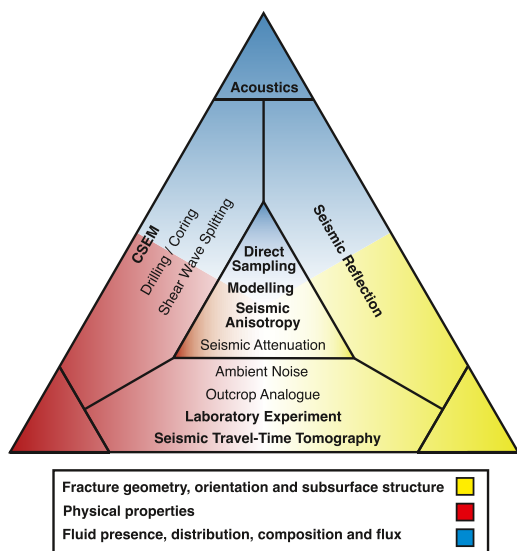 Acoustics
CSEM
Drilling / Coring
Shear Wave Splitting
Seismic Reflection
Direct
Sampling
Modelling
Seismic
Anisotropy
Seismic Attenuation
Ambient Noise
Outcrop Analogue
Laboratory Experiment
Seismic Travel-Time Tomography
Fracture geometry, orientation and subsurface structure
Physical properties
Fluid presence, distribution, composition and flux